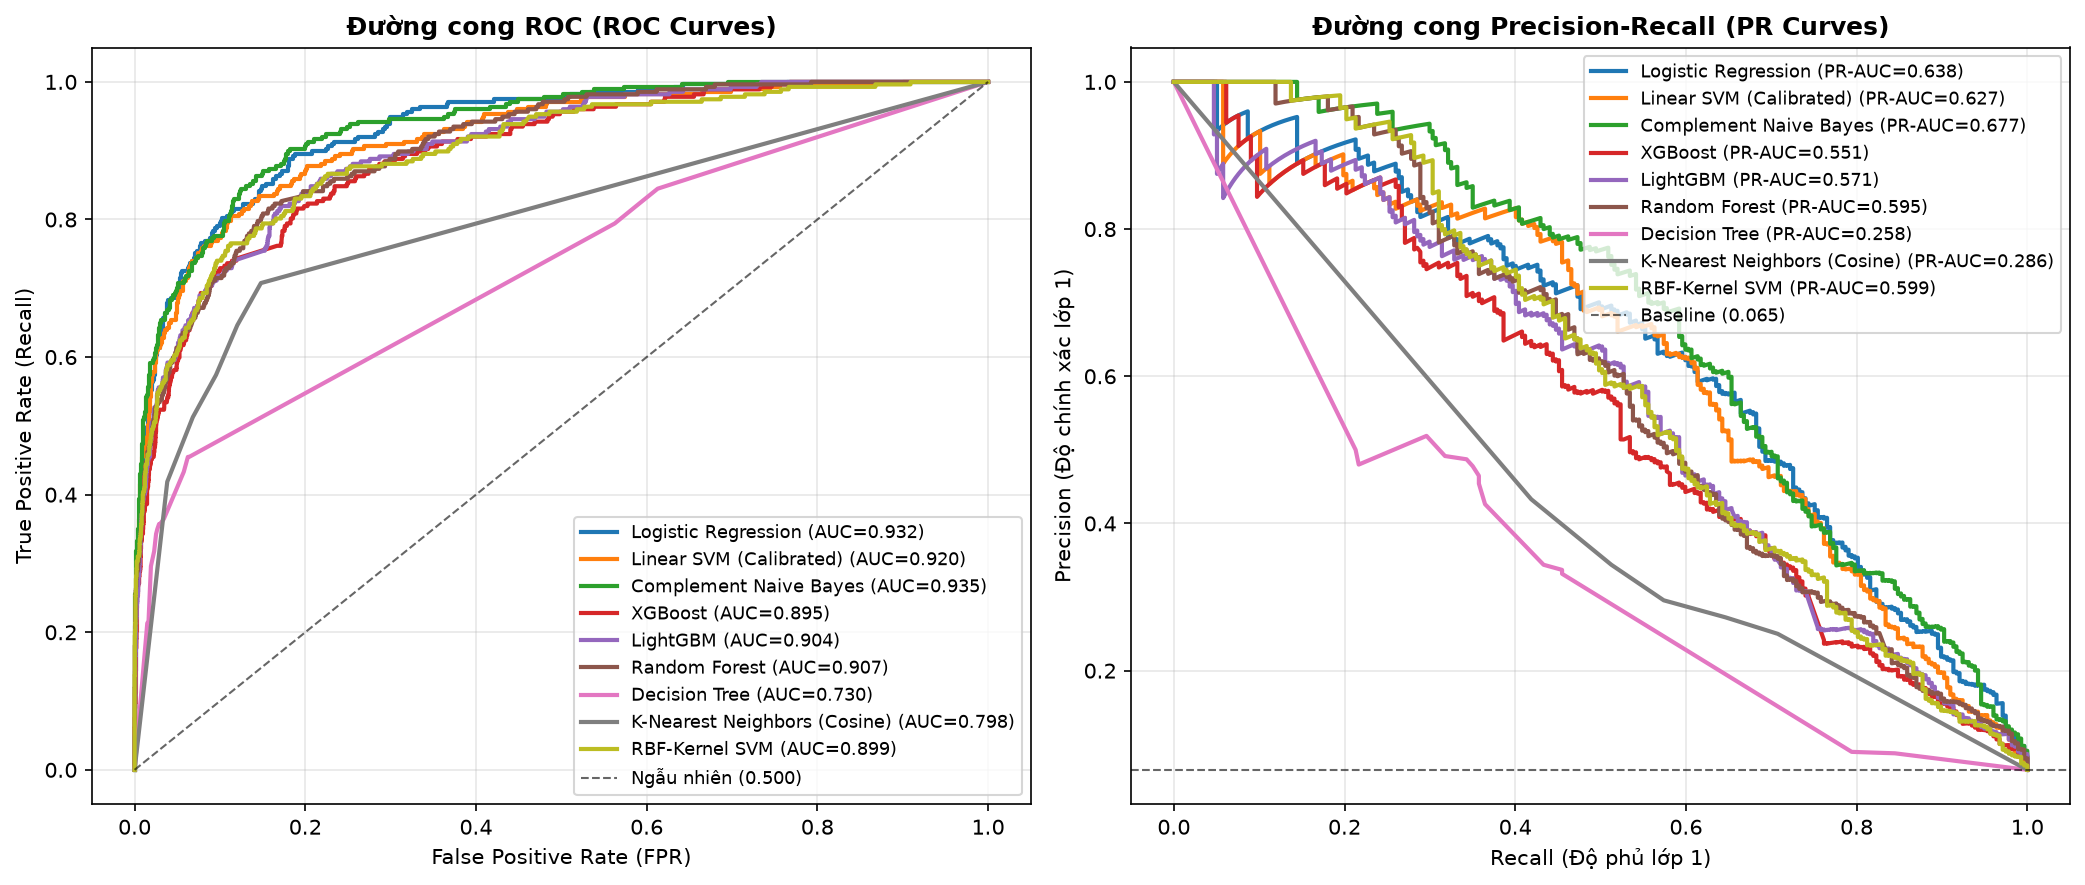 Đường cong ROC (ROC Curves)
True Positive Rate (Recall)
1.0
0.8
0.6
0.4
0.2
0.0
Logistic Regression (AUC=0.932)
Linear SVM (Calibrated) (AUC=0.920)
Complement Naive Bayes (AUC=0.935)
XGBoost (AUC=0.895)
LightGBM (AUC=0.904)
Random Forest (AUC=0.907)
Decision Tree (AUC=0.730)
K-Nearest Neighbors (Cosine) (AUC=0.798)
RBF-Kernel SVM (AUC=0.899)
Ngẫu nhiên (0.500)
0.0 0.2 0.4 0.6 0.8 1.0
False Positive Rate (FPR)
Đường cong Precision-Recall (PR Curves)
Precision (Độ chính xác lớp 1)
1.0
0.8
0.6
0.4
0.2
Logistic Regression (PR-AUC=0.638)
Linear SVM (Calibrated) (PR-AUC=0.627)
Complement Naive Bayes (PR-AUC=0.677)
XGBoost (PR-AUC=0.551)
LightGBM (PR-AUC=0.571)
Random Forest (PR-AUC=0.595)
Decision Tree (PR-AUC=0.258)
K-Nearest Neighbors (Cosine) (PR-AUC=0.286)
RBF-Kernel SVM (PR-AUC=0.599)
Baseline (0.065)
0.0 0.2 0.4 0.6 0.8 1.0
Recall (Độ phủ lớp 1)